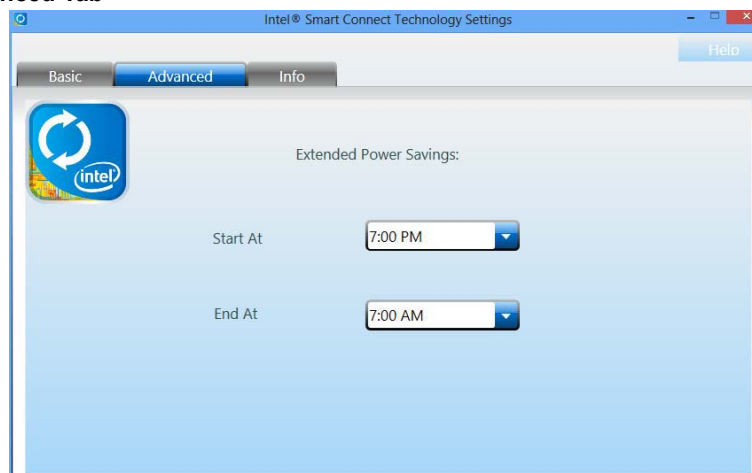 Intel® Smart Connect Technology Settings
Help
Basic Advanced Info
intel
Extended Power Savings:
Start At 7:00 PM
End At 7:00 AM